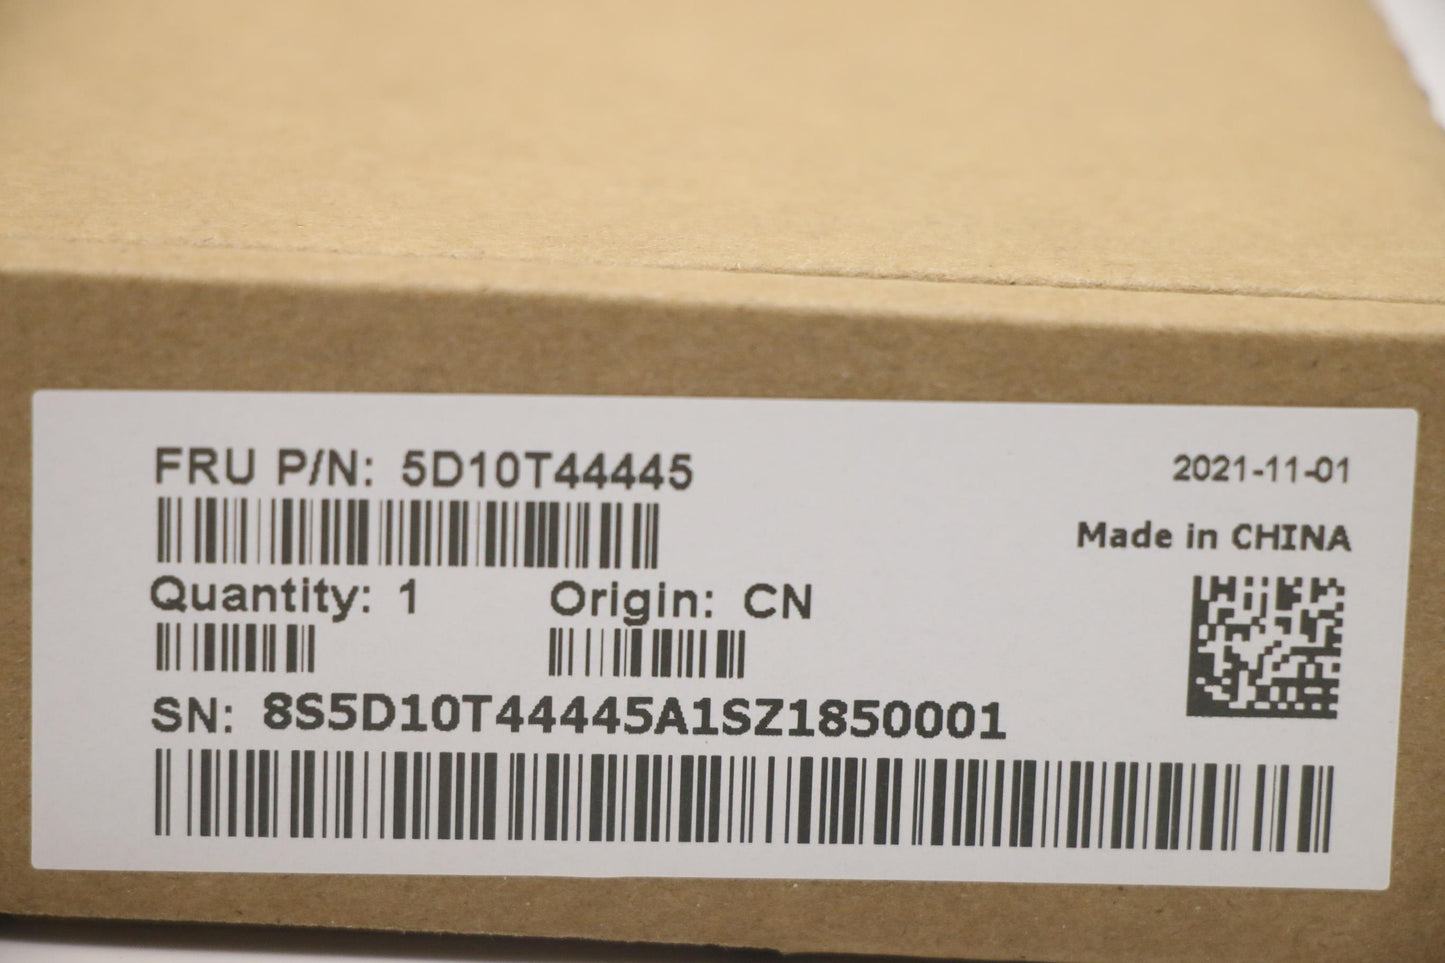 FRU P/N: 5D10T44445
2021-11-01
Made in CHINA
Quantity: 1
Origin: CN
SN: 8S5D10T44445A1SZ1850001